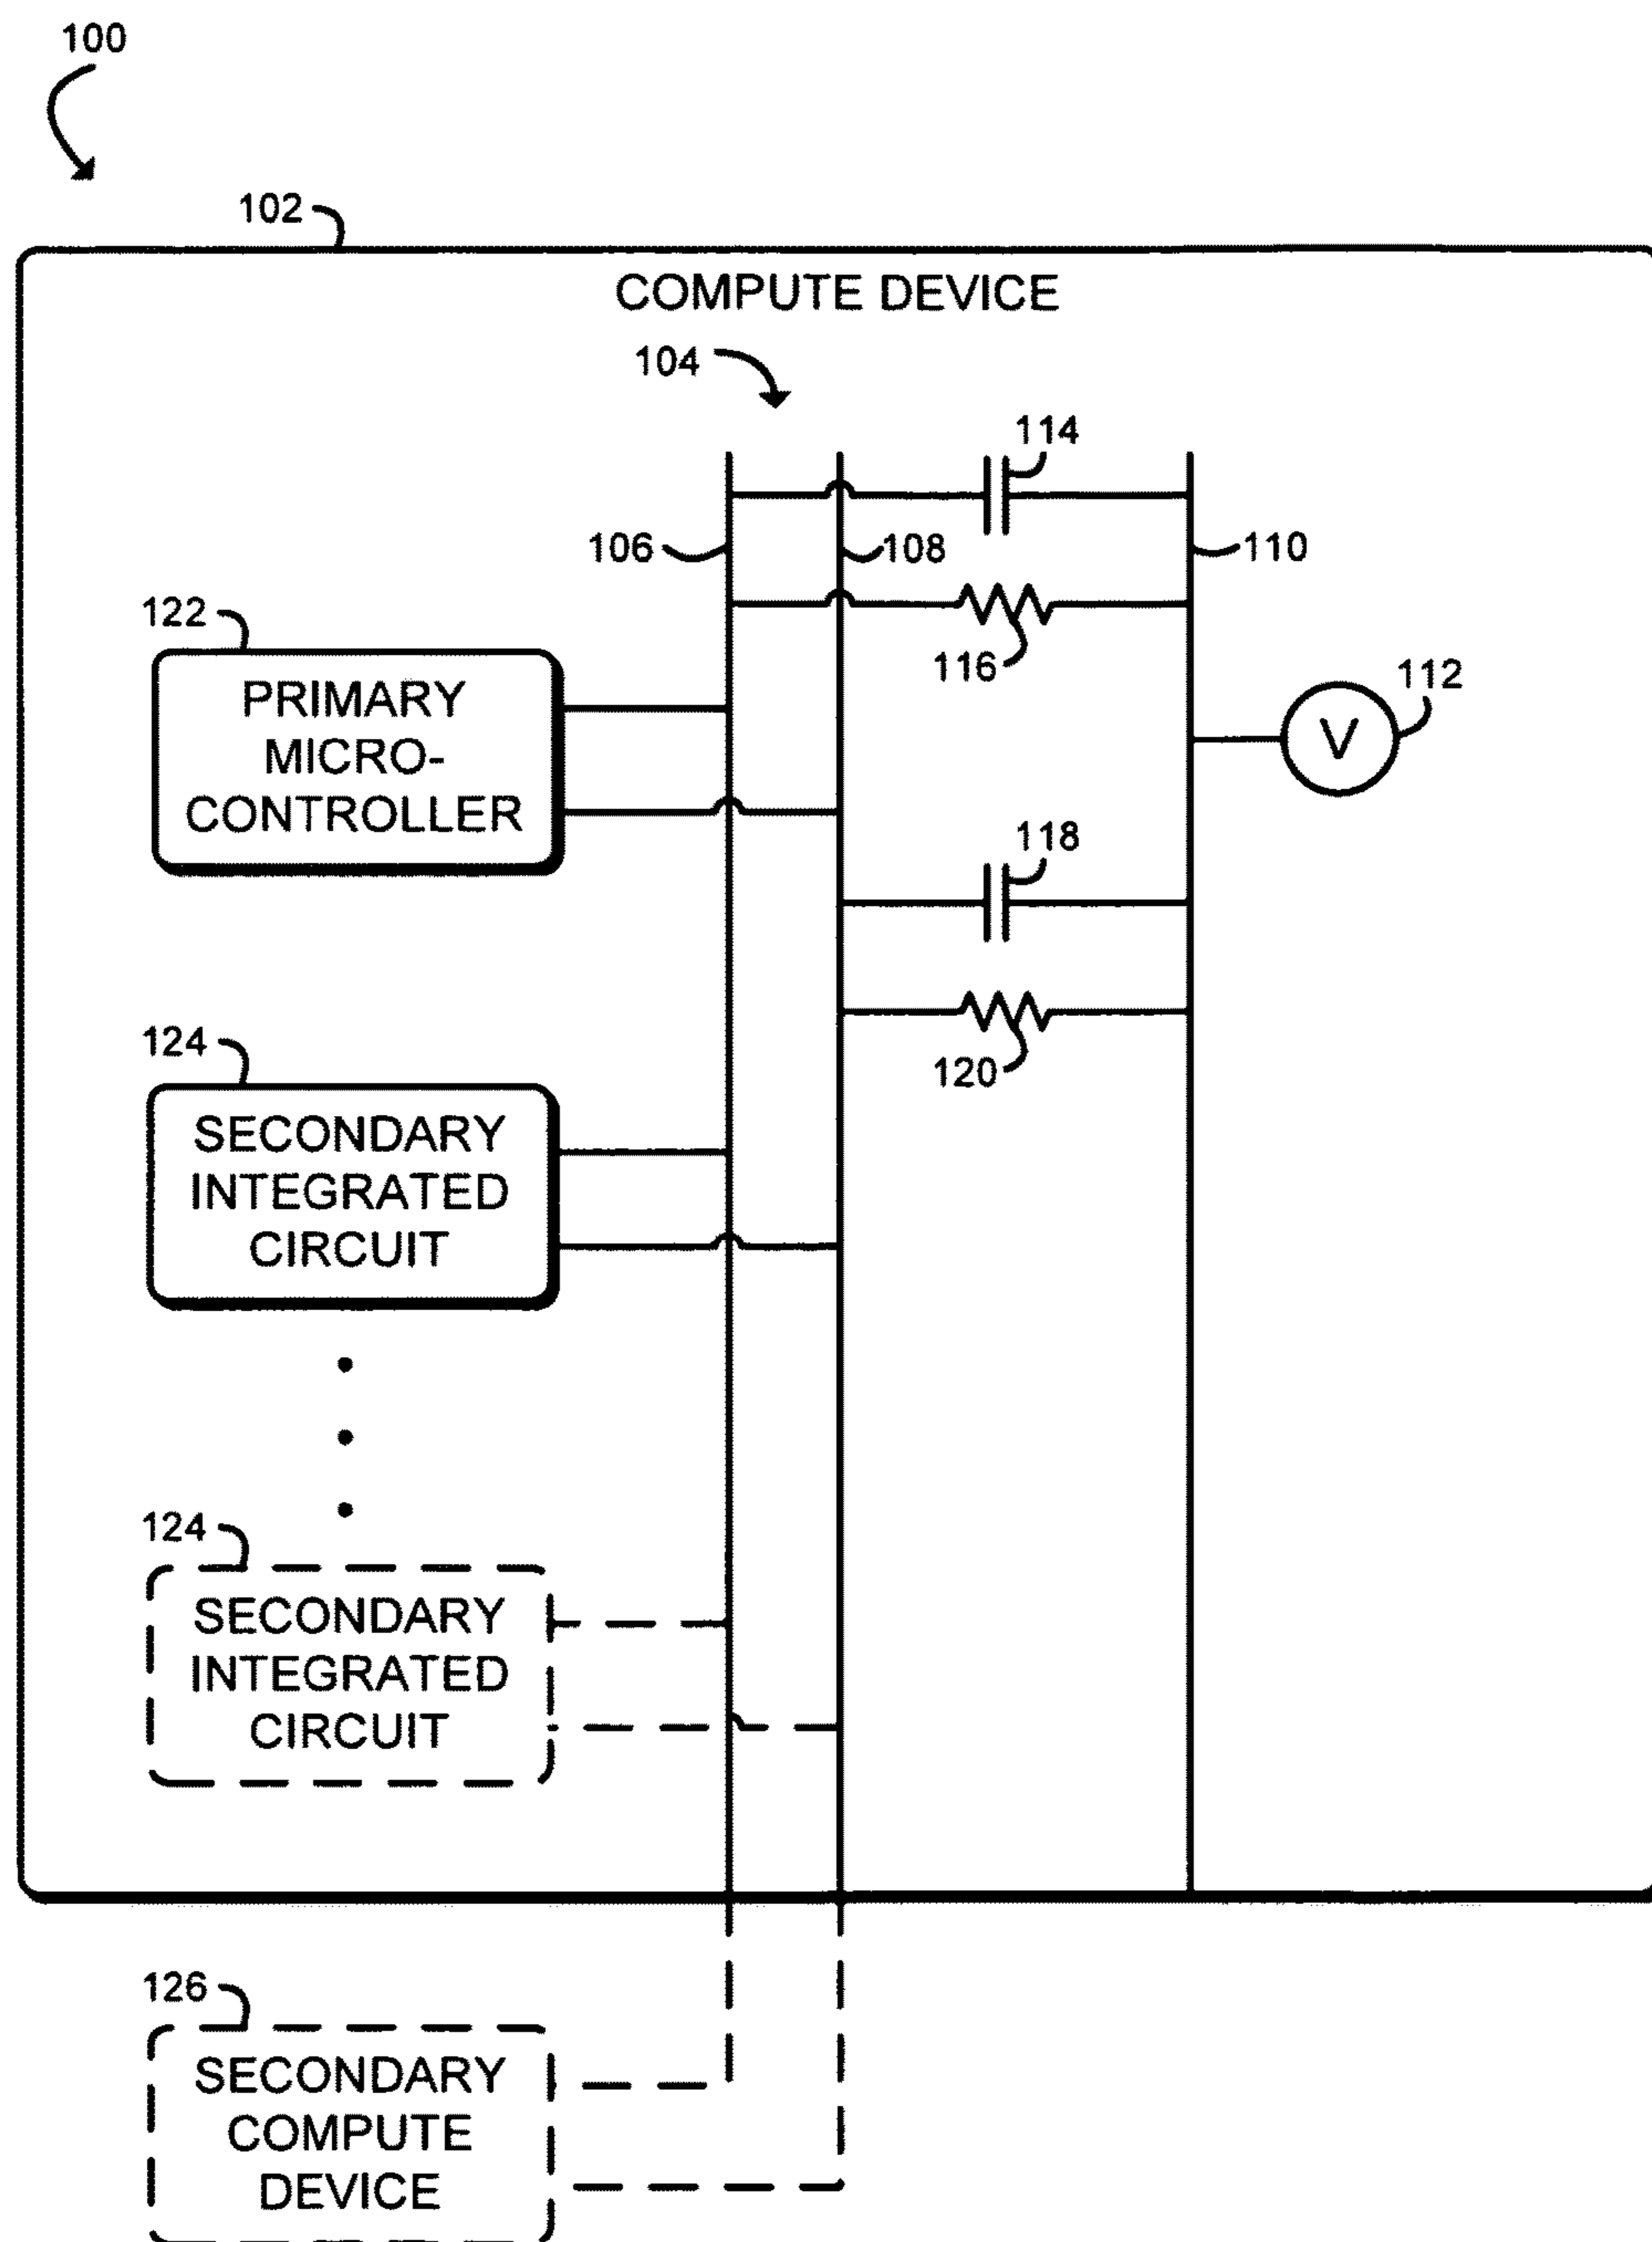 100
102
COMPUTE DEVICE
104
114
106
108
110
122
116
112
PRIMARY
MICRO-
CONTROLLER
V
118
124
120
SECONDARY
INTEGRATED
CIRCUIT
124
SECONDARY
INTEGRATED
CIRCUIT
126
SECONDARY
COMPUTE
DEVICE